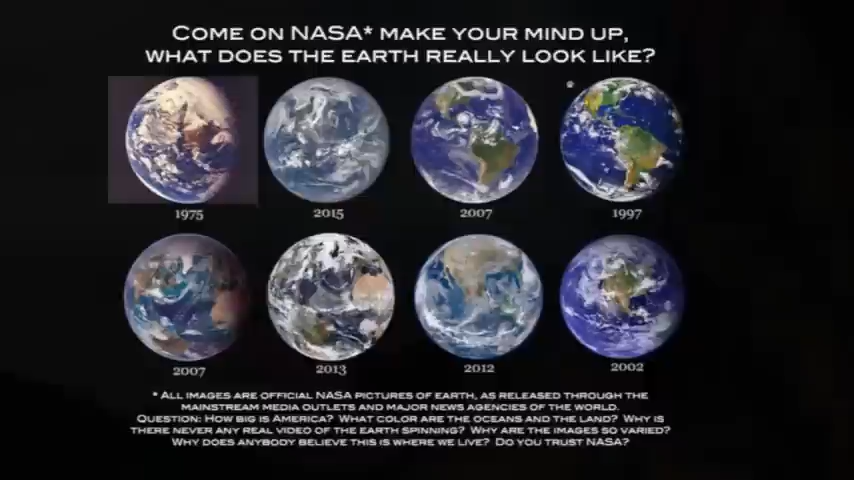 COME ON NASA* MAKE YOUR MIND UP,
WHAT DOES THE EARTH REALLY LOOK LIKE?
1975 2015 2007 1997
2007 2013 2012 2002
* ALL IMAGES ARE OFFICIAL NASA PICTURES OF EARTH, AS RELEASED THROUGH THE
MAINSTREAM MEDIA OUTLETS AND MAJOR NEWS AGENCIES OF THE WORLD.
QUESTION: HOW BIG IS AMERICA? WHAT COLOR ARE THE OCEANS AND THE LAND? WHY IS
THERE NEVER ANY REAL VIDEO OF THE EARTH SPINNING? WHY ARE THE IMAGES SO VARIED?
WHY DOES ANYBODY BELIEVE THIS IS WHERE WE LIVE? DO YOU TRUST NASA?